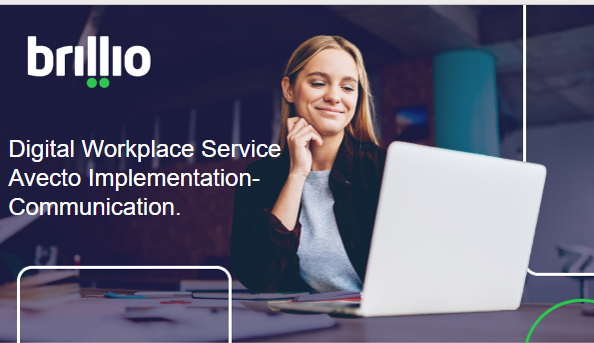 brillio
Digital Workplace Service
Avecto Implementation-
Communication.